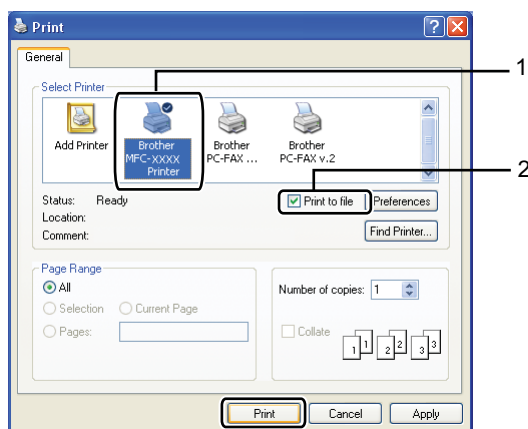 Print
General
1
Select Printer
Add Printer
Brother
MFC-XXXX
Printer
Brother
PC-FAX ...
Brother
PC-FAX v.2
2
Status: Ready
Print to file
Preferences
Location:
Comment:
Find Printer...
Page Range
All
Selection
Current Page
Pages:
Number of copies: 1
Collate
1 1 2 2 3 3
Print
Cancel
Apply